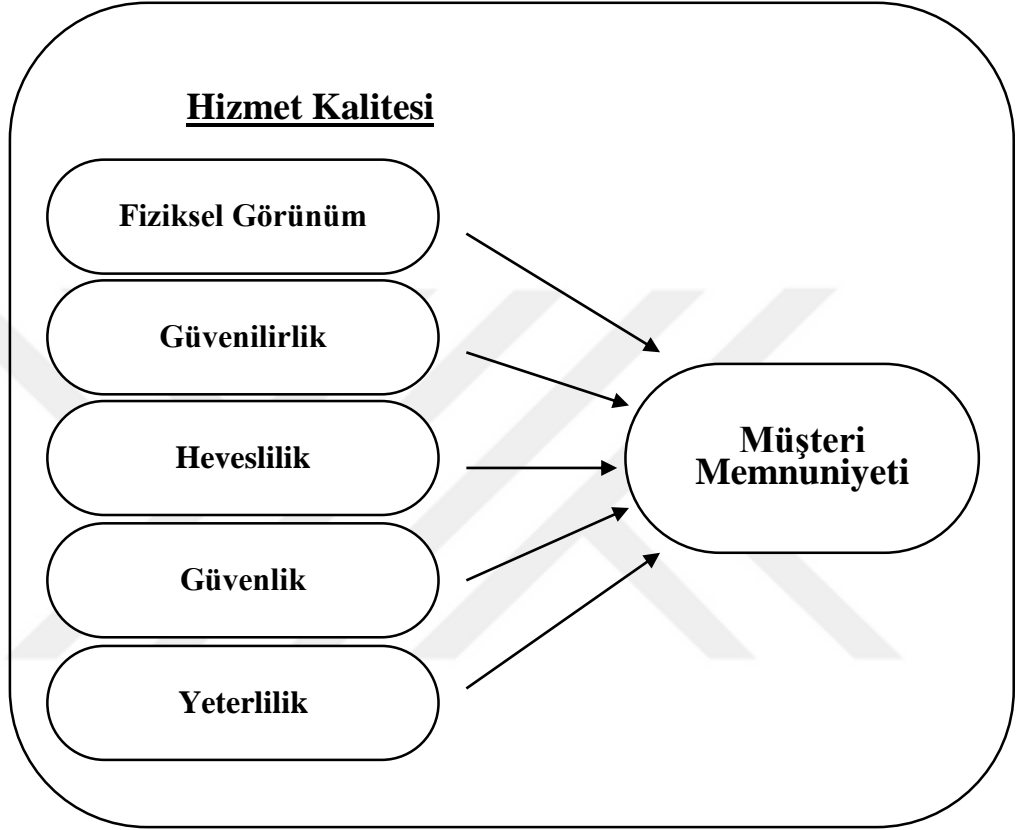 Hizmet Kalitesi
Fiziksel Görünüm
Güvenilirlik
Heveslilik
Güvenlik
Yeterlilik
Müşteri
Memnuniyeti